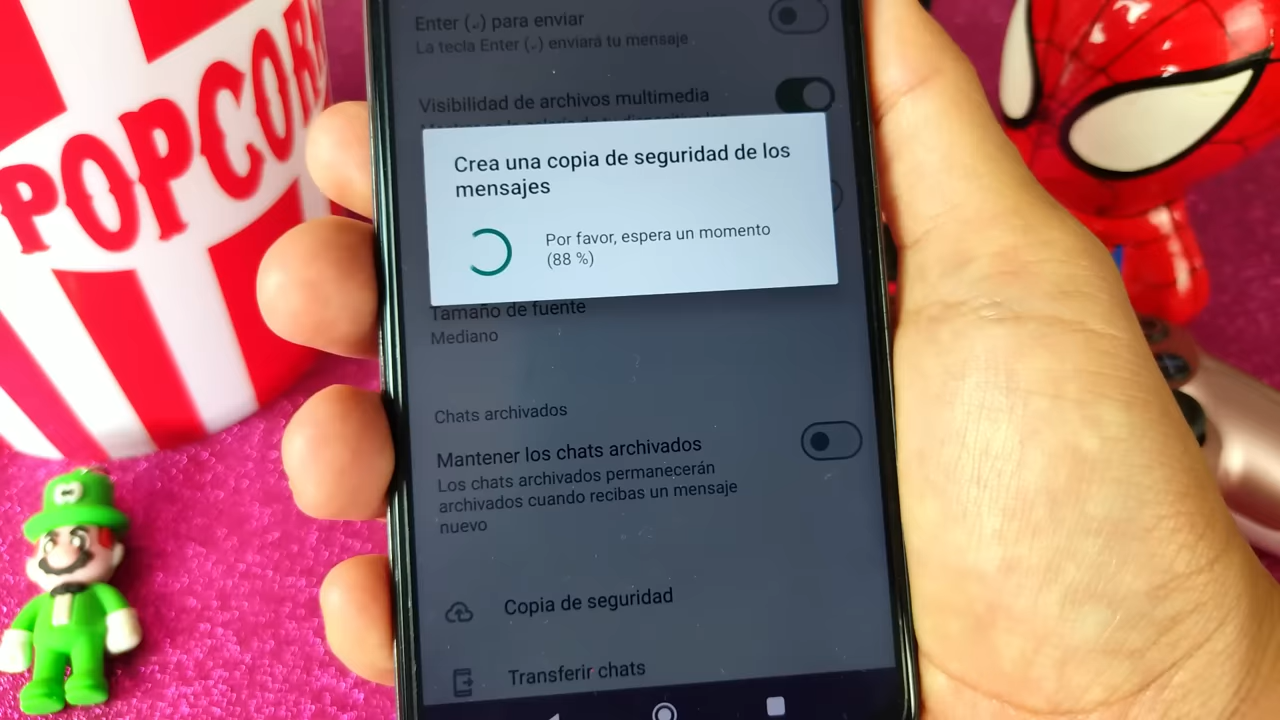 POPCOR
Enter (⏎) para enviar
La tecla Enter (⏎) enviará tu mensaje
Visibilidad de archivos multimedia
Crea una copia de seguridad de los
mensajes
Por favor, espera un momento
(88 %)
Tamaño de fuente
Mediano
Chats archivados
Mantener los chats archivados
Los chats archivados permanecerán
archivados cuando recibas un mensaje
nuevo
Copia de seguridad
Transferir chats